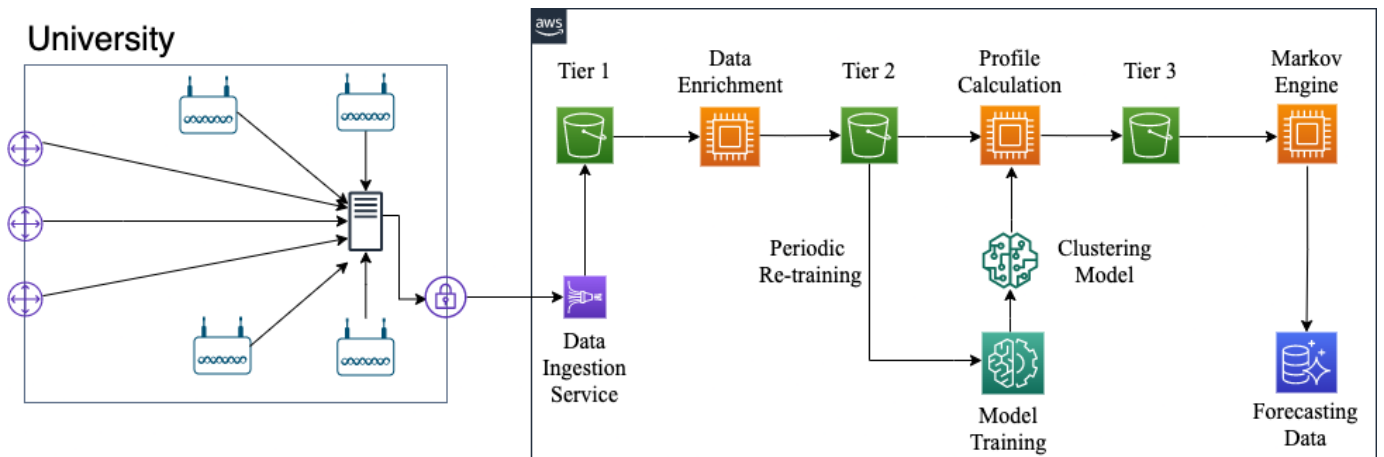 University
aws
Tier 1
Data
Enrichment
Tier 2
Profile
Calculation
Tier 3
Markov
Engine
Periodic
Re-training
Clustering
Model
Data
Ingestion
Service
Model
Training
Forecasting
Data